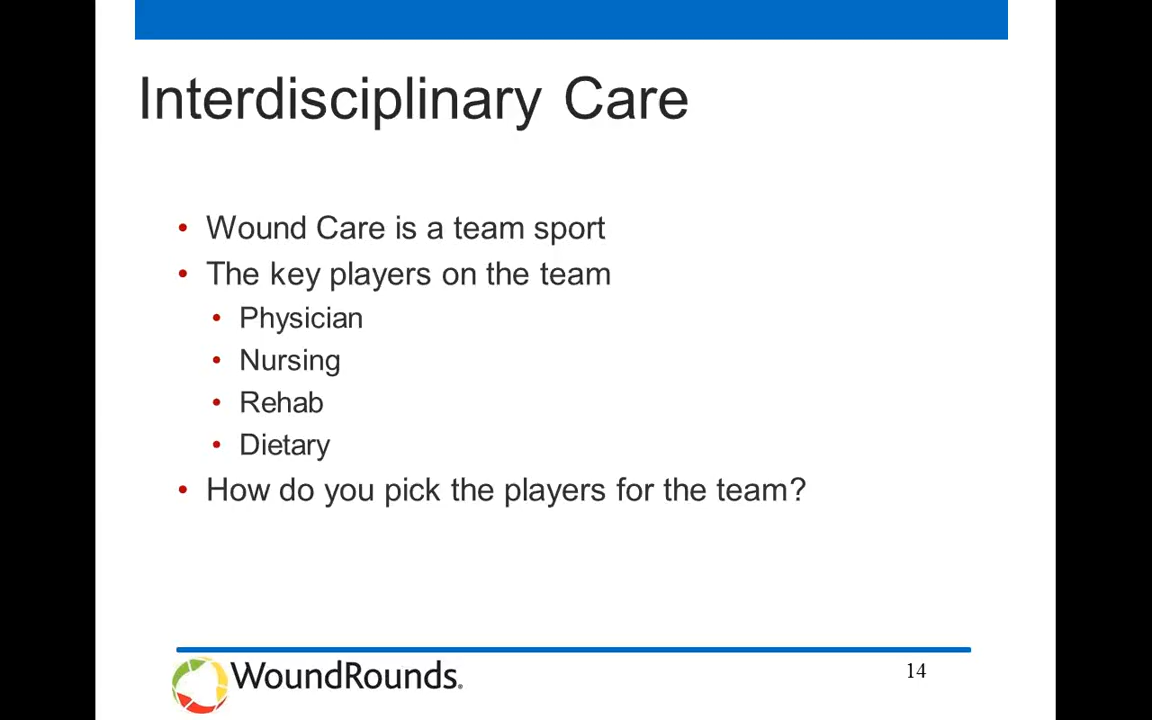 Interdisciplinary Care
• Wound Care is a team sport
• The key players on the team
• Physician
• Nursing
• Rehab
• Dietary
• How do you pick the players for the team?
WoundRounds.
14